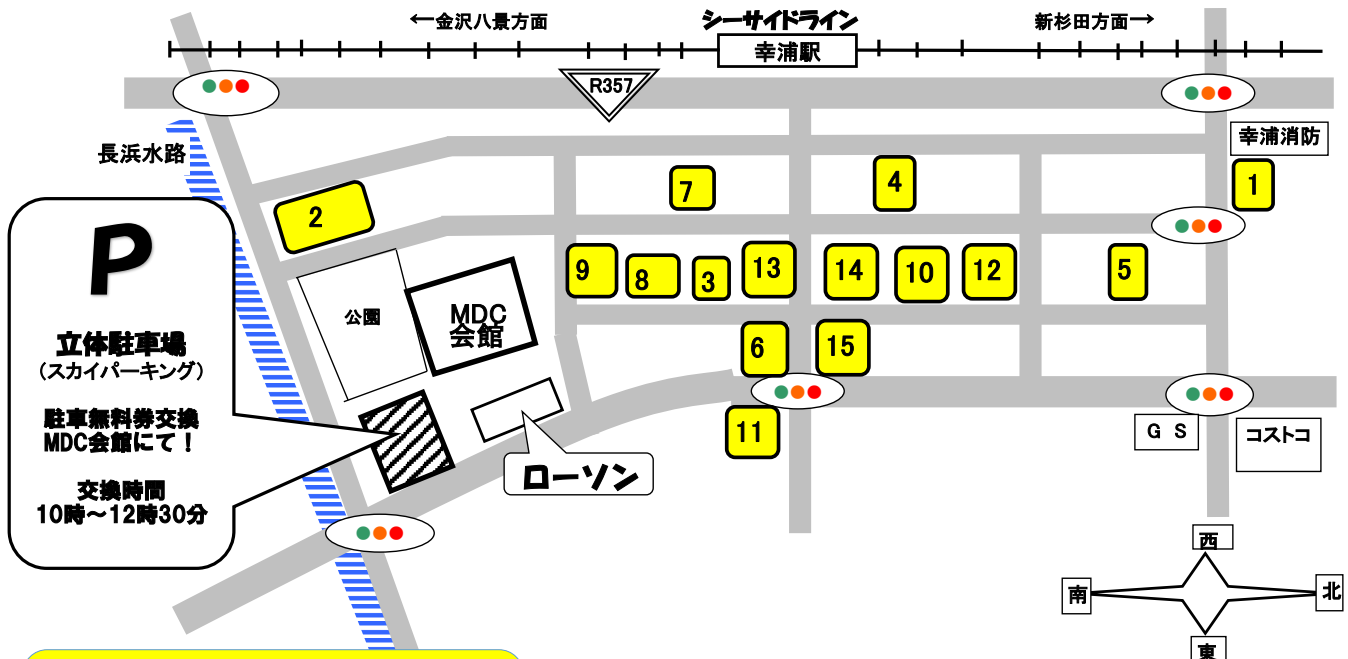 ←金沢八景方面
シーサイドライン
新杉田方面→
幸浦駅
R357
長浜水路
幸浦消防
1
2
7
4
P
立体駐車場
(スカイパーキング)
駐車無料券交換
MDC会館にて！
交換時間
10時～12時30分
公園
MDC
会館
9
8
3
13
14
10
12
5
6
15
11
ローソン
G S
コストコ
西
南
北
東